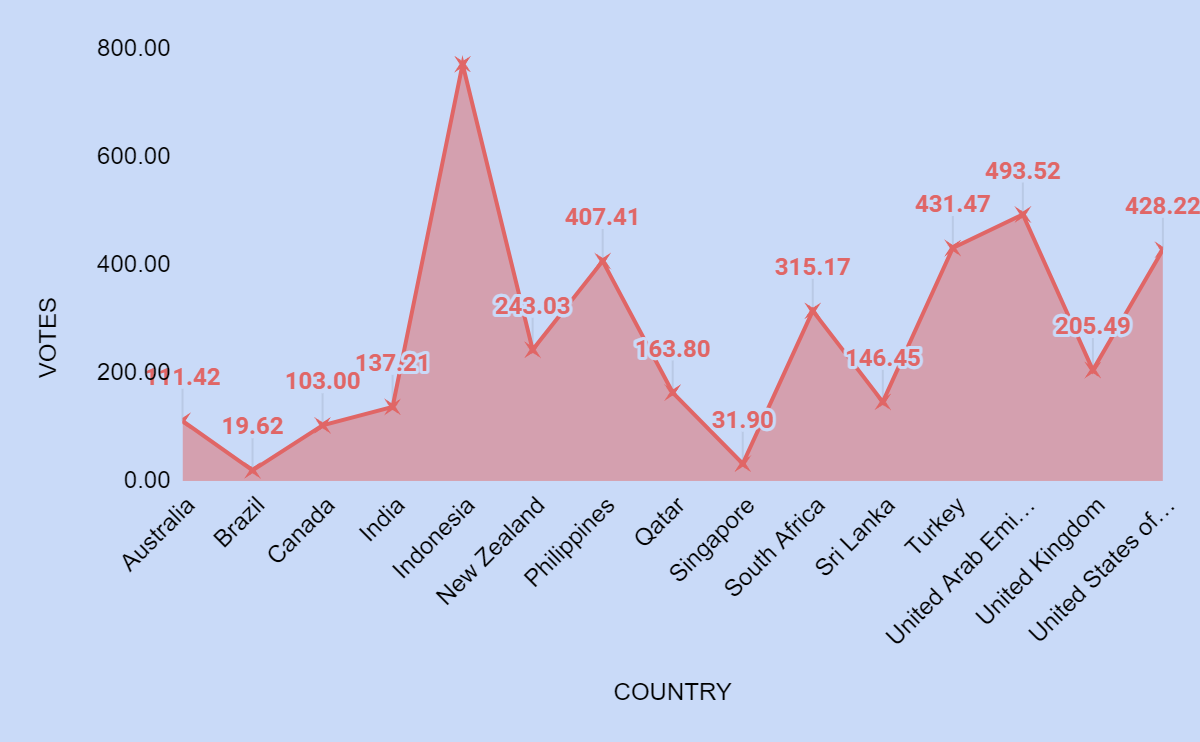 800.00
600.00
400.00
200.00
0.00
VOTES
111.42
19.62
103.00
137.21
243.03
407.41
163.80
31.90
315.17
146.45
431.47
493.52
205.49
428.22
Australia
Brazil
Canada
India
Indonesia
New Zealand
Philippines
Qatar
Singapore
South Africa
Sri Lanka
Turkey
United Arab Emi…
United Kingdom
United States of…
COUNTRY